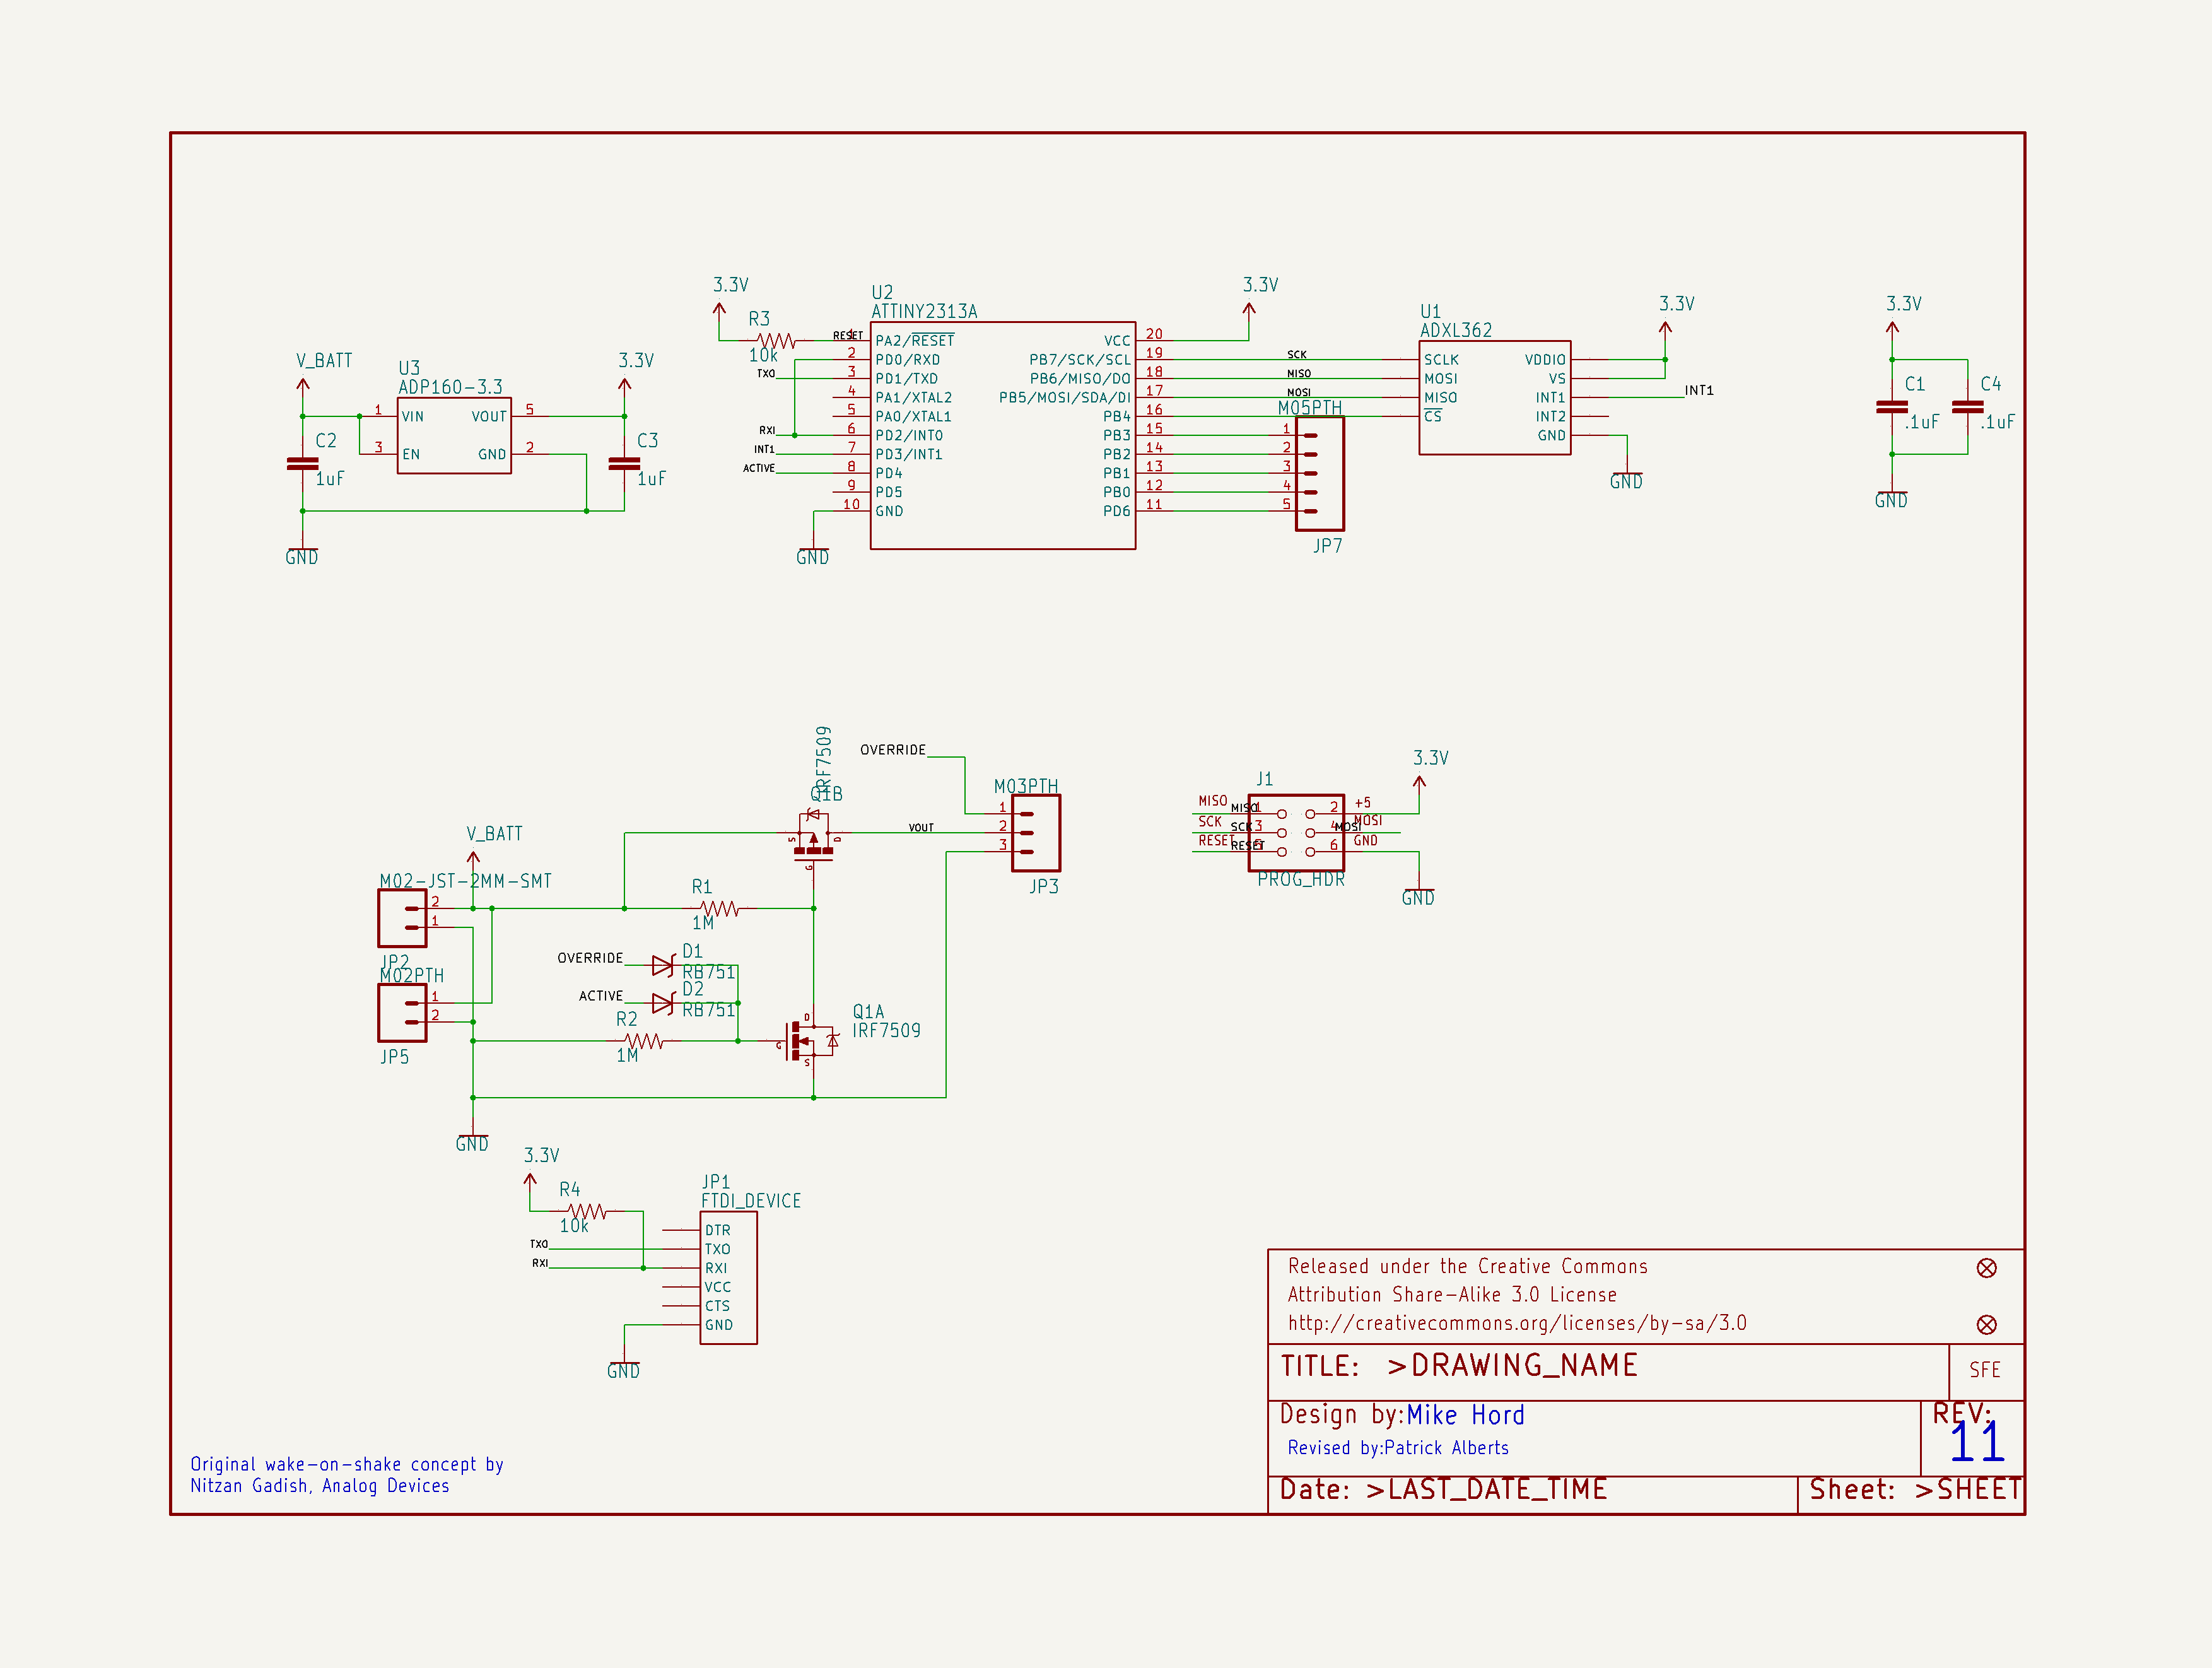 3.3V
R3
10k
RESET
TXO
RXI
INT1
ACTIVE
U2
ATTINY2313A
1 PA2/RESET
2 PD0/RXD
3 PD1/TXD
4 PA1/XTAL2
5 PA0/XTAL1
6 PD2/INT0
7 PD3/INT1
8 PD4
9 PD5
10 GND
VCC 20
PB7/SCK/SCL 19
PB6/MISO/DO 18
PB5/MOSI/SDA/DI 17
PB4 16
PB3 15
PB2 14
PB1 13
PB0 12
PD6 11
GND
3.3V
SCK
MISO
MOSI
M05PTH
1
2
3
4
5
JP7
U1
ADXL362
SCLK
MOSI
MISO
CS
VDDIO
VS
INT1
INT2
GND
3.3V
INT1
GND
3.3V
C1
.1uF
C4
.1uF
GND
V_BATT
U3
ADP160-3.3
1 VIN
3 EN
VOUT 5
GND 2
3.3V
C2
1uF
C3
1uF
GND
IRF7509
Q1B
S
D
G
OVERRIDE
VOUT
M03PTH
1
2
3
JP3
V_BATT
M02-JST-2MM-SMT
2
1
JP2
M02PTH
1
2
JP5
R1
1M
OVERRIDE
D1
RB751
ACTIVE
D2
RB751
R2
1M
Q1A
IRF7509
D
G
S
GND
J1
MISO MISO 1
SCK SCK 3
RESET RESET 5
2 +5
4 MOSI MOSI
6 GND
PROG_HDR
3.3V
GND
3.3V
R4
10k
TXO
RXI
JP1
FTDI_DEVICE
DTR
TXO
RXI
VCC
CTS
GND
GND
Original wake-on-shake concept by
Nitzan Gadish, Analog Devices
Released under the Creative Commons
Attribution Share-Alike 3.0 License
http://creativecommons.org/licenses/by-sa/3.0
TITLE: >DRAWING_NAME
SFE
Design by:Mike Hord
Revised by:Patrick Alberts
REV:
11
Date: >LAST_DATE_TIME
Sheet: >SHEET